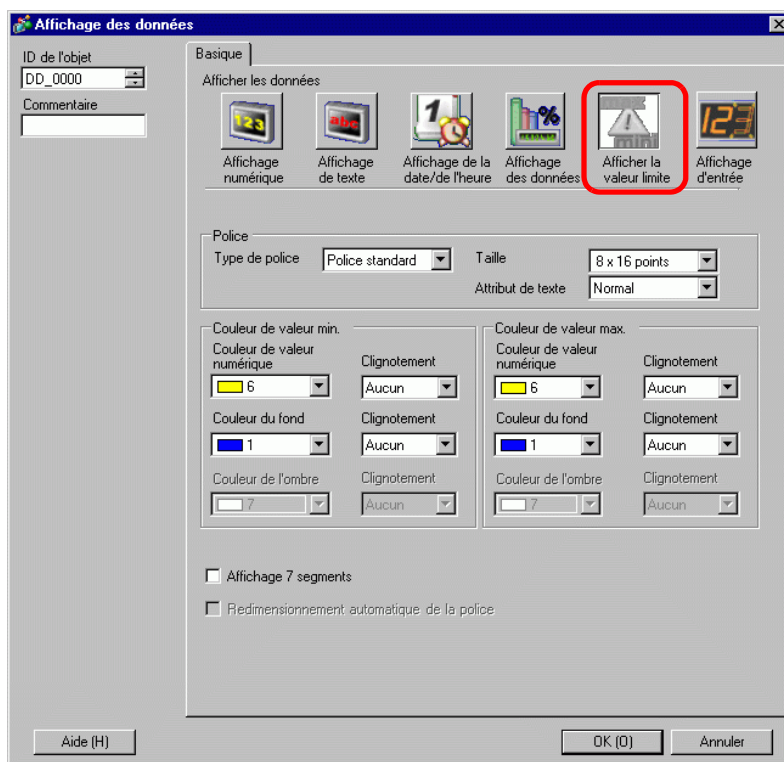 Affichage des données
ID de l'objet
DD_0000
Commentaire
Basique
Afficher les données
Affichage numérique
Affichage de texte
Affichage de la date/de l'heure
Affichage des données
Afficher la valeur limite
Affichage d'entrée
Police
Type de police Police standard Taille 8 x 16 points
Attribut de texte Normal
Couleur de valeur min. Couleur de valeur max.
Couleur de valeur numérique Clignotement Couleur de valeur numérique Clignotement
6 Aucun 6 Aucun
Couleur du fond Clignotement Couleur du fond Clignotement
1 Aucun 1 Aucun
Couleur de l'ombre Clignotement Couleur de l'ombre Clignotement
7 Aucun 7 Aucun
Affichage 7 segments
Redimensionnement automatique de la police
Aide (H) OK (O) Annuler